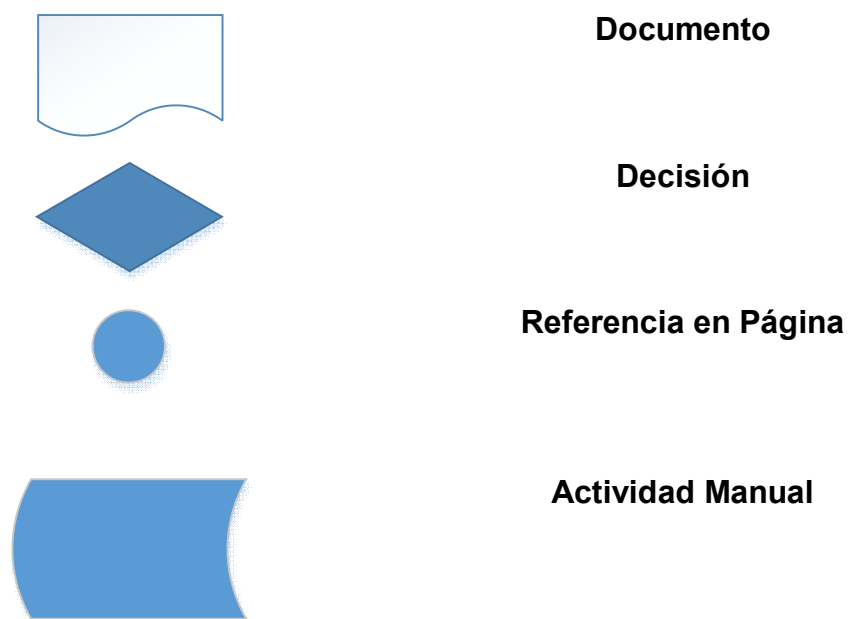 Documento
Decisión
Referencia en Página
Actividad Manual